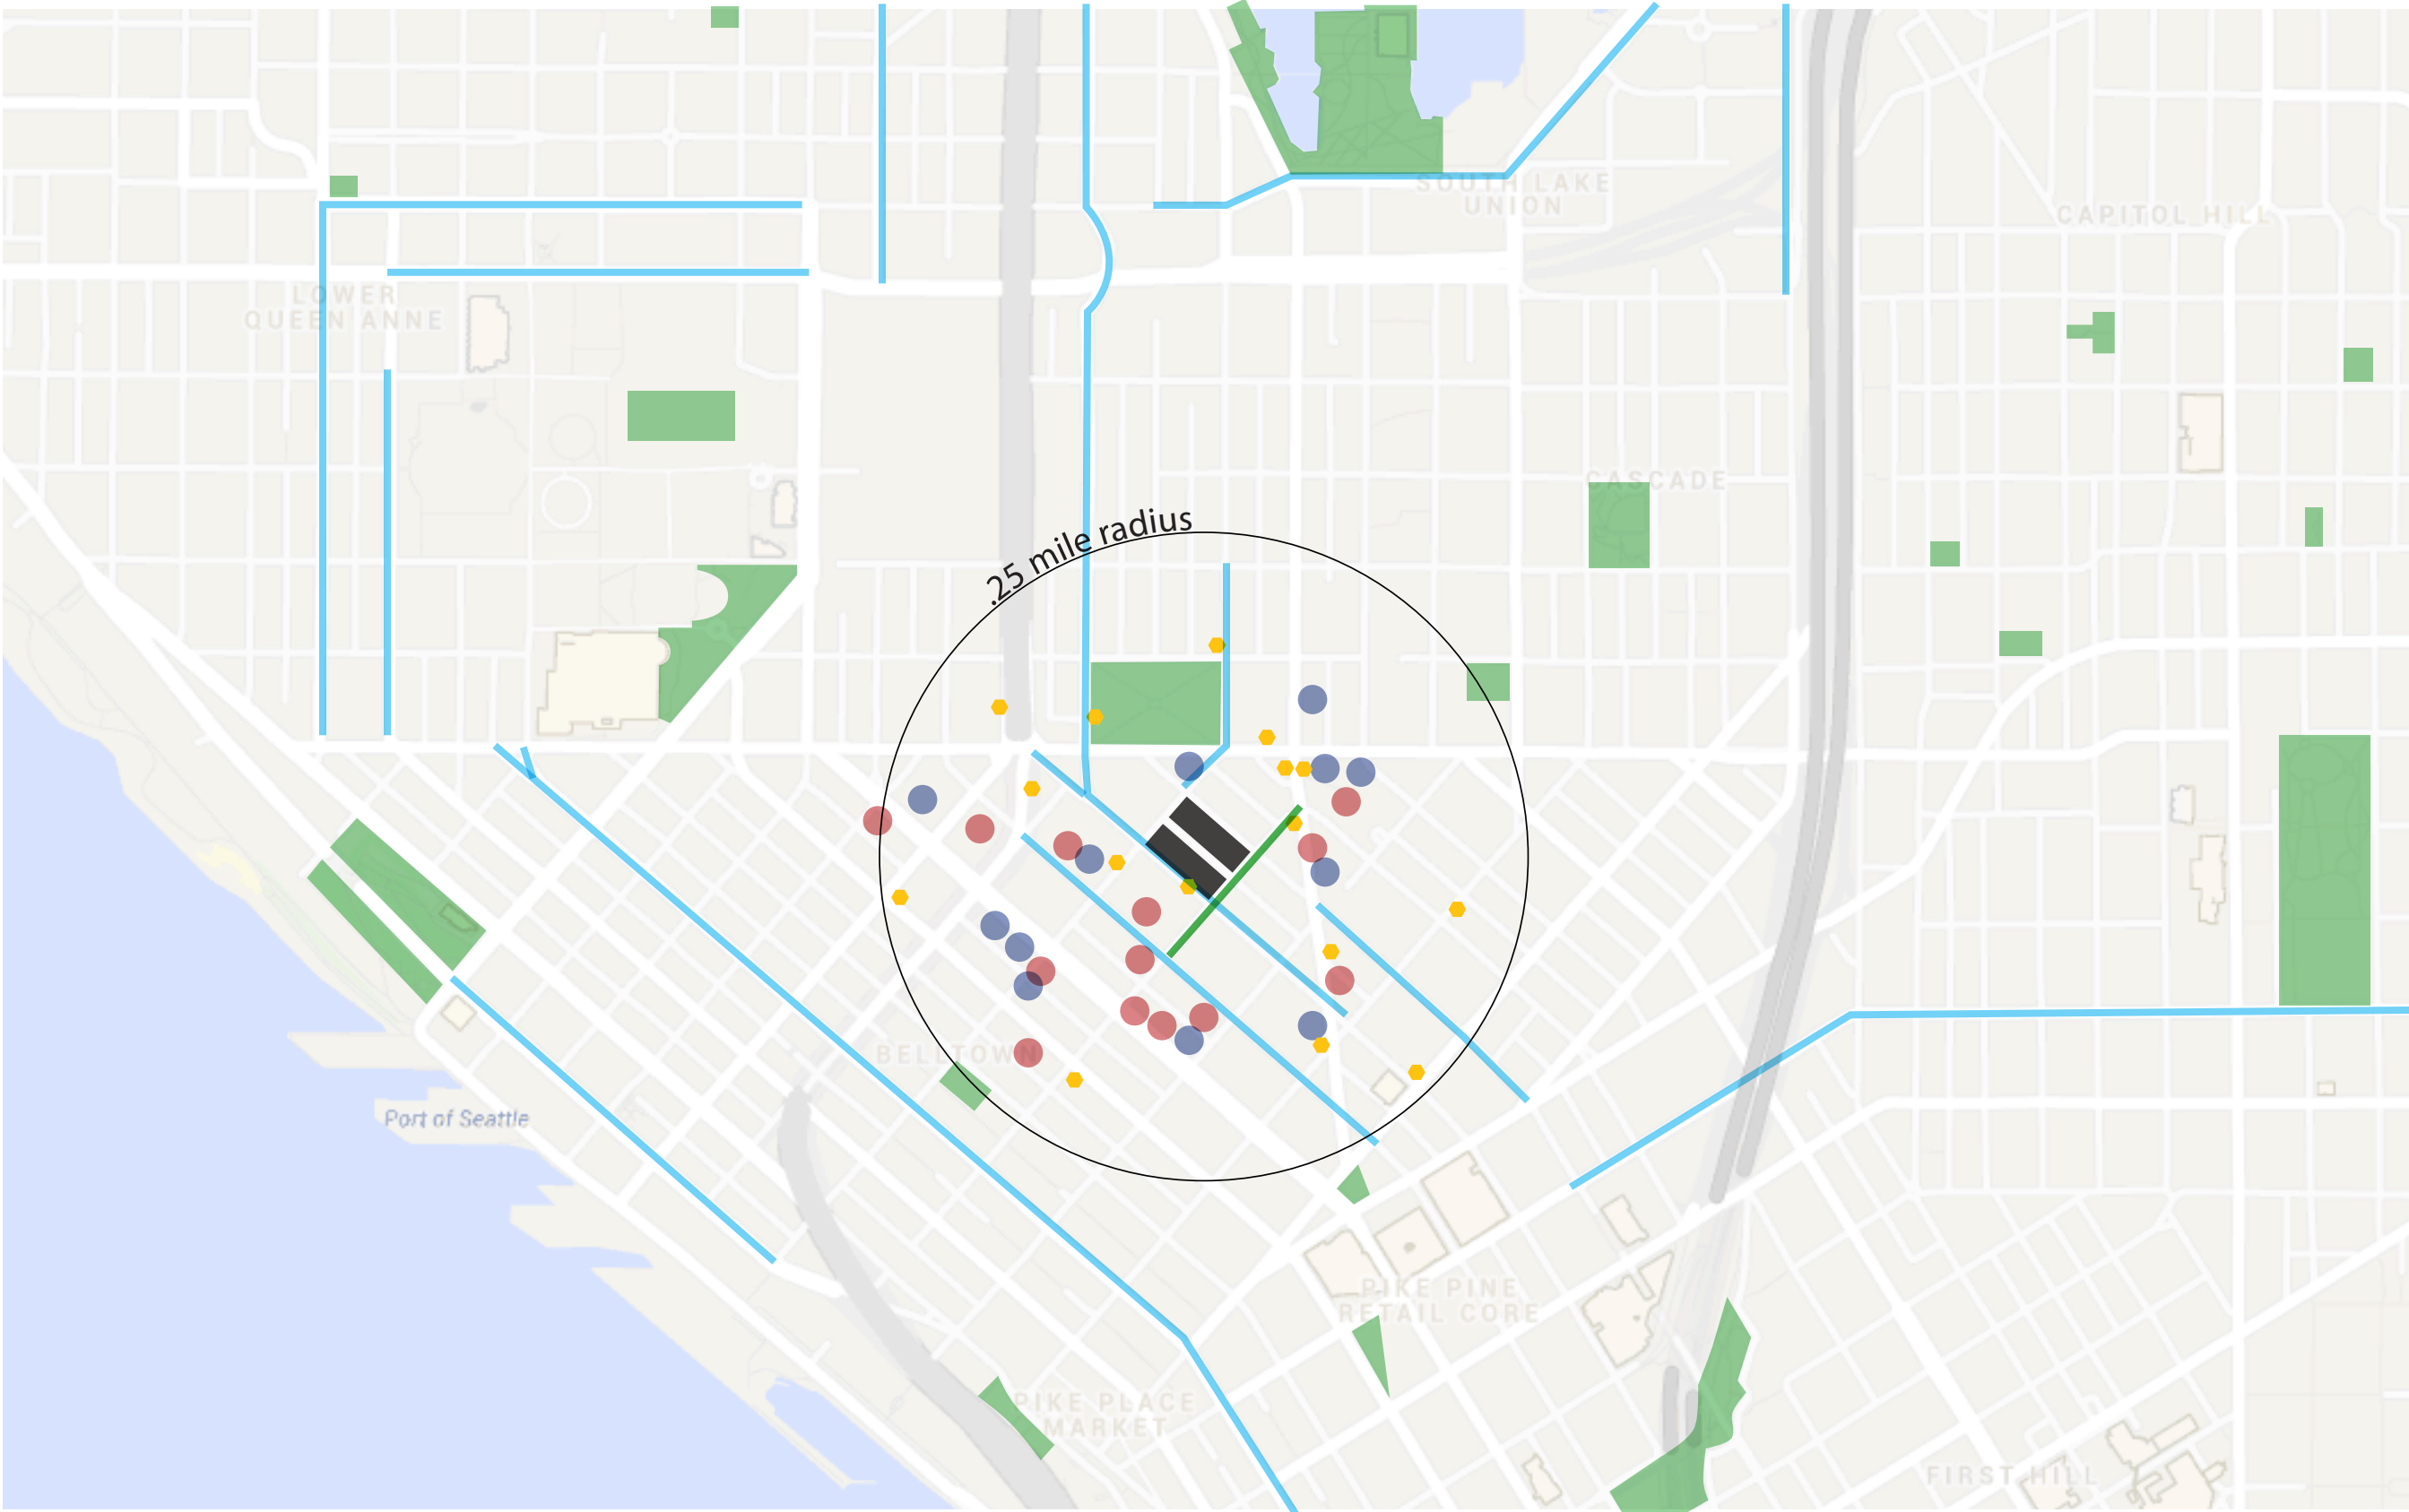 SOUTH LAKE
UNION
CAPITOL HILL
LOWER
QUEEN ANNE
CASCADE
.25 mile radius
BELLTOWN
Port of Seattle
PIKE PINE
RETAIL CORE
PIKE PLACE
MARKET
FIRST HILL